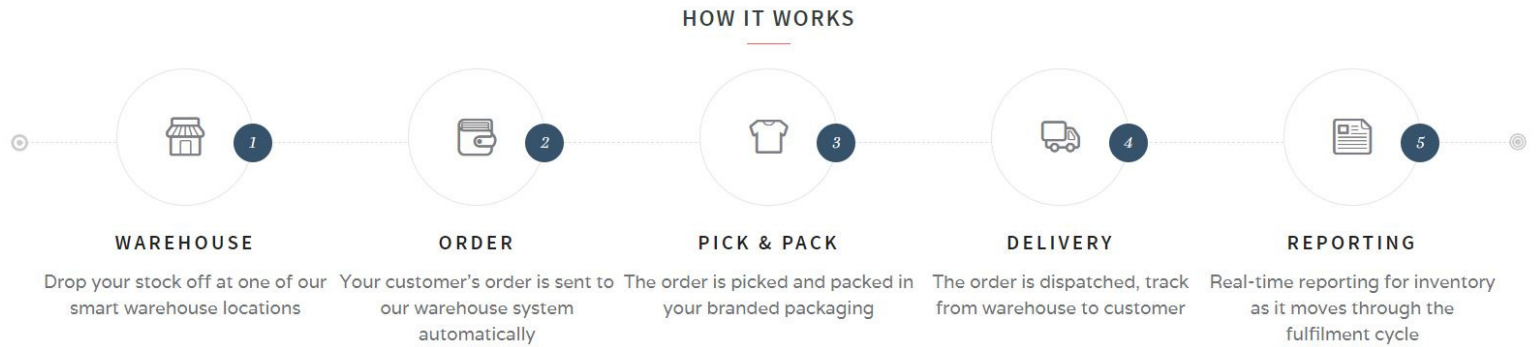 HOW IT WORKS
1
2
3
4
5
WAREHOUSE
Drop your stock off at one of our
smart warehouse locations
ORDER
Your customer's order is sent to
our warehouse system
automatically
PICK & PACK
The order is picked and packed in
your branded packaging
DELIVERY
The order is dispatched, track
from warehouse to customer
REPORTING
Real-time reporting for inventory
as it moves through the
fulfilment cycle